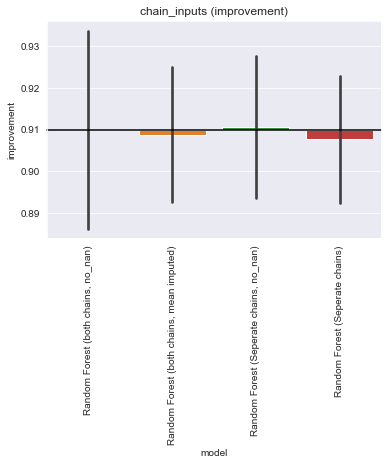 chain_inputs (improvement)
0.93
0.92
0.91
0.90
0.89
improvement
Random Forest (both chains, no_nan)
Random Forest (both chains, mean imputed)
Random Forest (Seperate chains, no_nan)
Random Forest (Seperate chains)
model